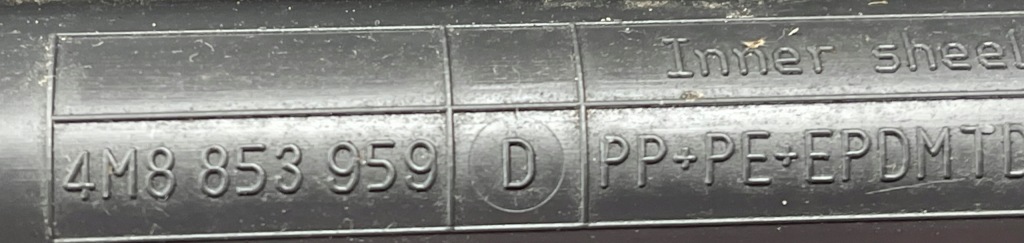 Inner sheel
4M8 853 959 D PP+PE+EPDMTD